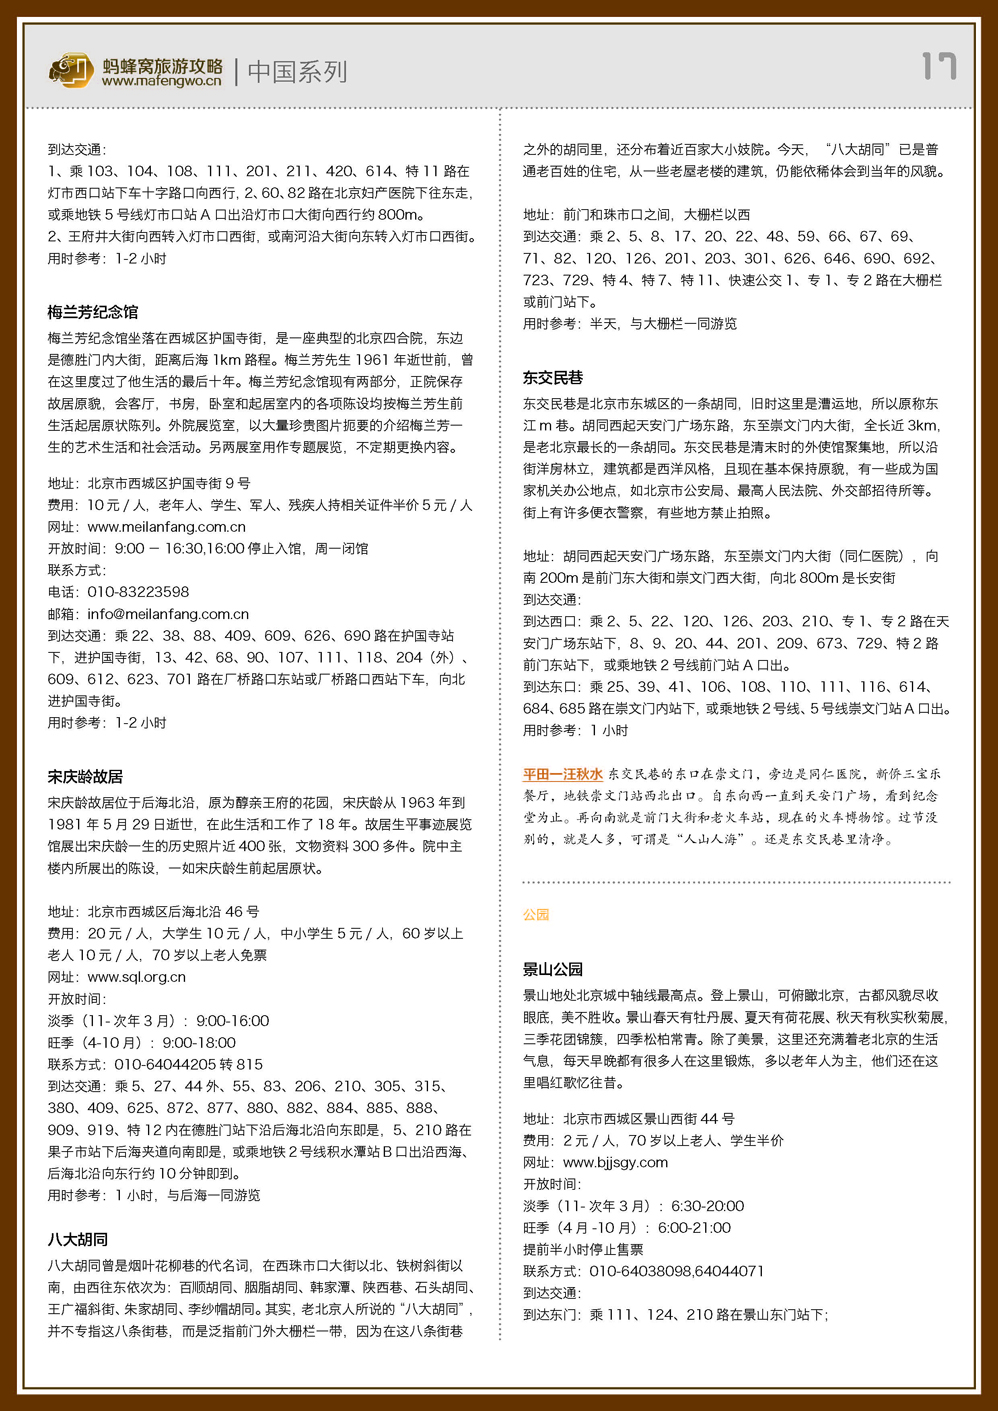 蚂蜂窝旅游攻略
www.mafengwo.cn
中国系列
17
到达交通：
1、乘 103、104、108、111、201、211、420、614、特 11 路在
灯市西口站下车十字路口向西行，2、60、82 路在北京妇产医院下往东走，
或乘地铁 5 号线灯市口站 A 口出沿灯市口大街向西行约 800m。
2、王府井大街向西转入灯市口西街，或南河沿大街向东转入灯市口西街。
用时参考：1-2 小时
梅兰芳纪念馆
梅兰芳纪念馆坐落在西城区护国寺街，是一座典型的北京四合院，东边
是德胜门内大街，距离后海 1km 路程。梅兰芳先生 1961 年逝世前，曾
在这里度过了他生活的最后十年。梅兰芳纪念馆现有两部分，正院保存
故居原貌，会客厅，书房，卧室和起居室内的各项陈设均按梅兰芳生前
生活起居原状陈列。外院展览室，以大量珍贵图片扼要的介绍梅兰芳一
生的艺术生活和社会活动。另两展室用作专题展览，不定期更换内容。
地址：北京市西城区护国寺街 9 号
费用：10 元 / 人，老年人、学生、军人、残疾人持相关证件半价 5 元 / 人
网址：www.meilanfang.com.cn
开放时间：9:00 － 16:30,16:00 停止入馆，周一闭馆
联系方式：
电话：010-83223598
邮箱：info@meilanfang.com.cn
到达交通：乘 22、38、88、409、609、626、690 路在护国寺站
下，进护国寺街，13、42、68、90、107、111、118、204（外）、
609、612、623、701 路在厂桥路口东站或厂桥路口西站下车，向北
进护国寺街。
用时参考：1-2 小时
宋庆龄故居
宋庆龄故居位于后海北沿，原为醇亲王府的花园，宋庆龄从 1963 年到
1981 年 5 月 29 日逝世，在此生活和工作了 18 年。故居生平事迹展览
馆展出宋庆龄一生的历史照片近 400 张，文物资料 300 多件。院中主
楼内所展出的陈设，一如宋庆龄生前起居原状。
地址：北京市西城区后海北沿 46 号
费用：20 元 / 人，大学生 10 元 / 人，中小学生 5 元 / 人，60 岁以上
老人 10 元 / 人，70 岁以上老人免票
网址：www.sql.org.cn
开放时间：
淡季（11- 次年 3 月）：9:00-16:00
旺季（4-10 月）：9:00-18:00
联系方式：010-64044205 转 815
到达交通：乘 5、27、44 外、55、83、206、210、305、315、
380、409、625、872、877、880、882、884、885、888、
909、919、特 12 内在德胜门站下沿后海北沿向东即是，5、210 路在
果子市站下后海夹道向南即是，或乘地铁 2 号线积水潭站 B 口出沿西海、
后海北沿向东行约 10 分钟即到。
用时参考：1 小时，与后海一同游览
八大胡同
八大胡同曾是烟叶花柳巷的代名词，在西珠市口大街以北、铁树斜街以
南，由西往东依次为：百顺胡同、胭脂胡同、韩家潭、陕西巷、石头胡同、
王广福斜街、朱家胡同、李纱帽胡同。其实，老北京人所说的“八大胡同”，
并不专指这八条街巷，而是泛指前门外大栅栏一带，因为在这八条街巷
之外的胡同里，还分布着近百家大小妓院。今天，“八大胡同”已是普
通老百姓的住宅，从一些老屋老楼的建筑，仍能依稀体会到当年的风貌。
地址：前门和珠市口之间，大栅栏以西
到达交通：乘 2、5、8、17、20、22、48、59、66、67、69、
71、82、120、126、201、203、301、626、646、690、692、
723、729、特 4、特 7、特 11、快速公交 1、专 1、专 2 路在大栅栏
或前门站下。
用时参考：半天，与大栅栏一同游览
东交民巷
东交民巷是北京市东城区的一条胡同，旧时这里是漕运地，所以原称东
江 m 巷。胡同西起天安门广场东路，东至崇文门内大街，全长近 3km，
是老北京最长的一条胡同。东交民巷是清末时的外使馆聚集地，所以沿
街洋房林立，建筑都是西洋风格，且现在基本保持原貌，有一些成为国
家机关办公地点，如北京市公安局、最高人民法院、外交部招待所等。
街上有许多便衣警察，有些地方禁止拍照。
地址：胡同西起天安门广场东路，东至崇文门内大街（同仁医院），向
南 200m 是前门东大街和崇文门西大街，向北 800m 是长安街
到达交通：
到达西口：乘 2、5、22、120、126、203、210、专 1、专 2 路在天
安门广场东站下，8、9、20、44、201、209、673、729、特 2 路
前门东站下，或乘地铁 2 号线前门站 A 口出。
到达东口：乘 25、39、41、106、108、110、111、116、614、
684、685 路在崇文门内站下，或乘地铁 2 号线、5 号线崇文门站 A 口出。
用时参考：1 小时
平田一汪秋水 东交民巷的东口在崇文门，旁边是同仁医院，新侨三宝乐
餐厅，地铁崇文门站西北出口。自东向西一直到天安门广场，看到纪念
堂为止。再向南就是前门大街和老火车站，现在的火车博物馆。过节没
别的，就是人多，可谓是“人山人海”。还是东交民巷里清净。
公园
景山公园
景山地处北京城中轴线最高点。登上景山，可俯瞰北京，古都风貌尽收
眼底，美不胜收。景山春天有牡丹展、夏天有荷花展、秋天有秋实秋菊展，
三季花团锦簇，四季松柏常青。除了美景，这里还充满着老北京的生活
气息，每天早晚都有很多人在这里锻炼，多以老年人为主，他们还在这
里唱红歌忆往昔。
地址：北京市西城区景山西街 44 号
费用：2 元 / 人，70 岁以上老人、学生半价
网址：www.bjjsgy.com
开放时间：
淡季（11- 次年 3 月）：6:30-20:00
旺季（4 月 -10 月）：6:00-21:00
提前半小时停止售票
联系方式：010-64038098,64044071
到达交通：
到达东门：乘 111、124、210 路在景山东门站下；